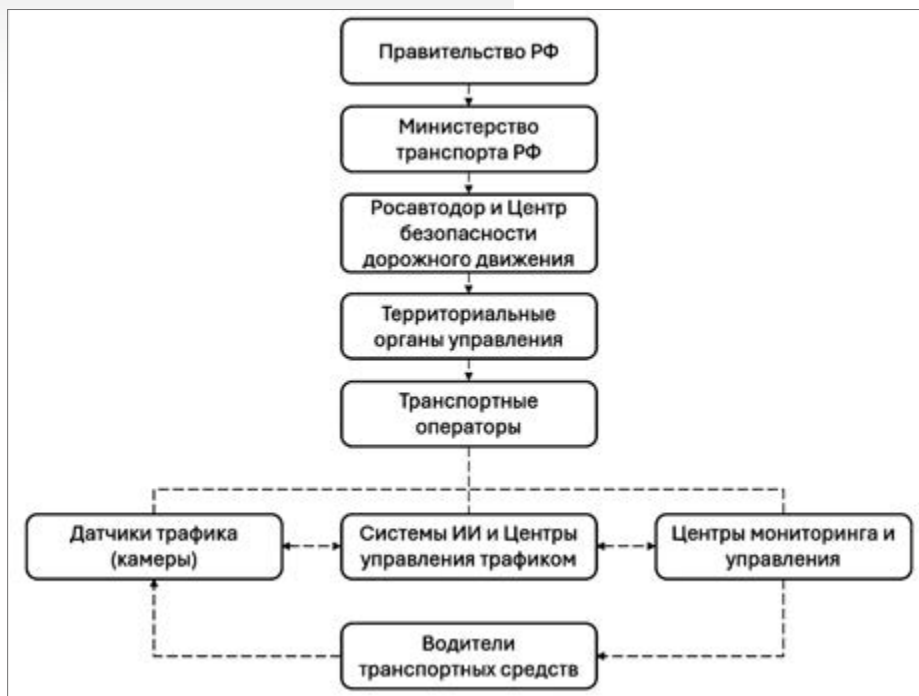 Правительство РФ
Министерство
транспорта РФ
Росавтодор и Центр
безопасности
дорожного движения
Территориальные
органы управления
Транспортные
операторы
Датчики трафика
(камеры)
Системы ИИ и Центры
управления трафиком
Центры мониторинга и
управления
Водители
транспортных средств